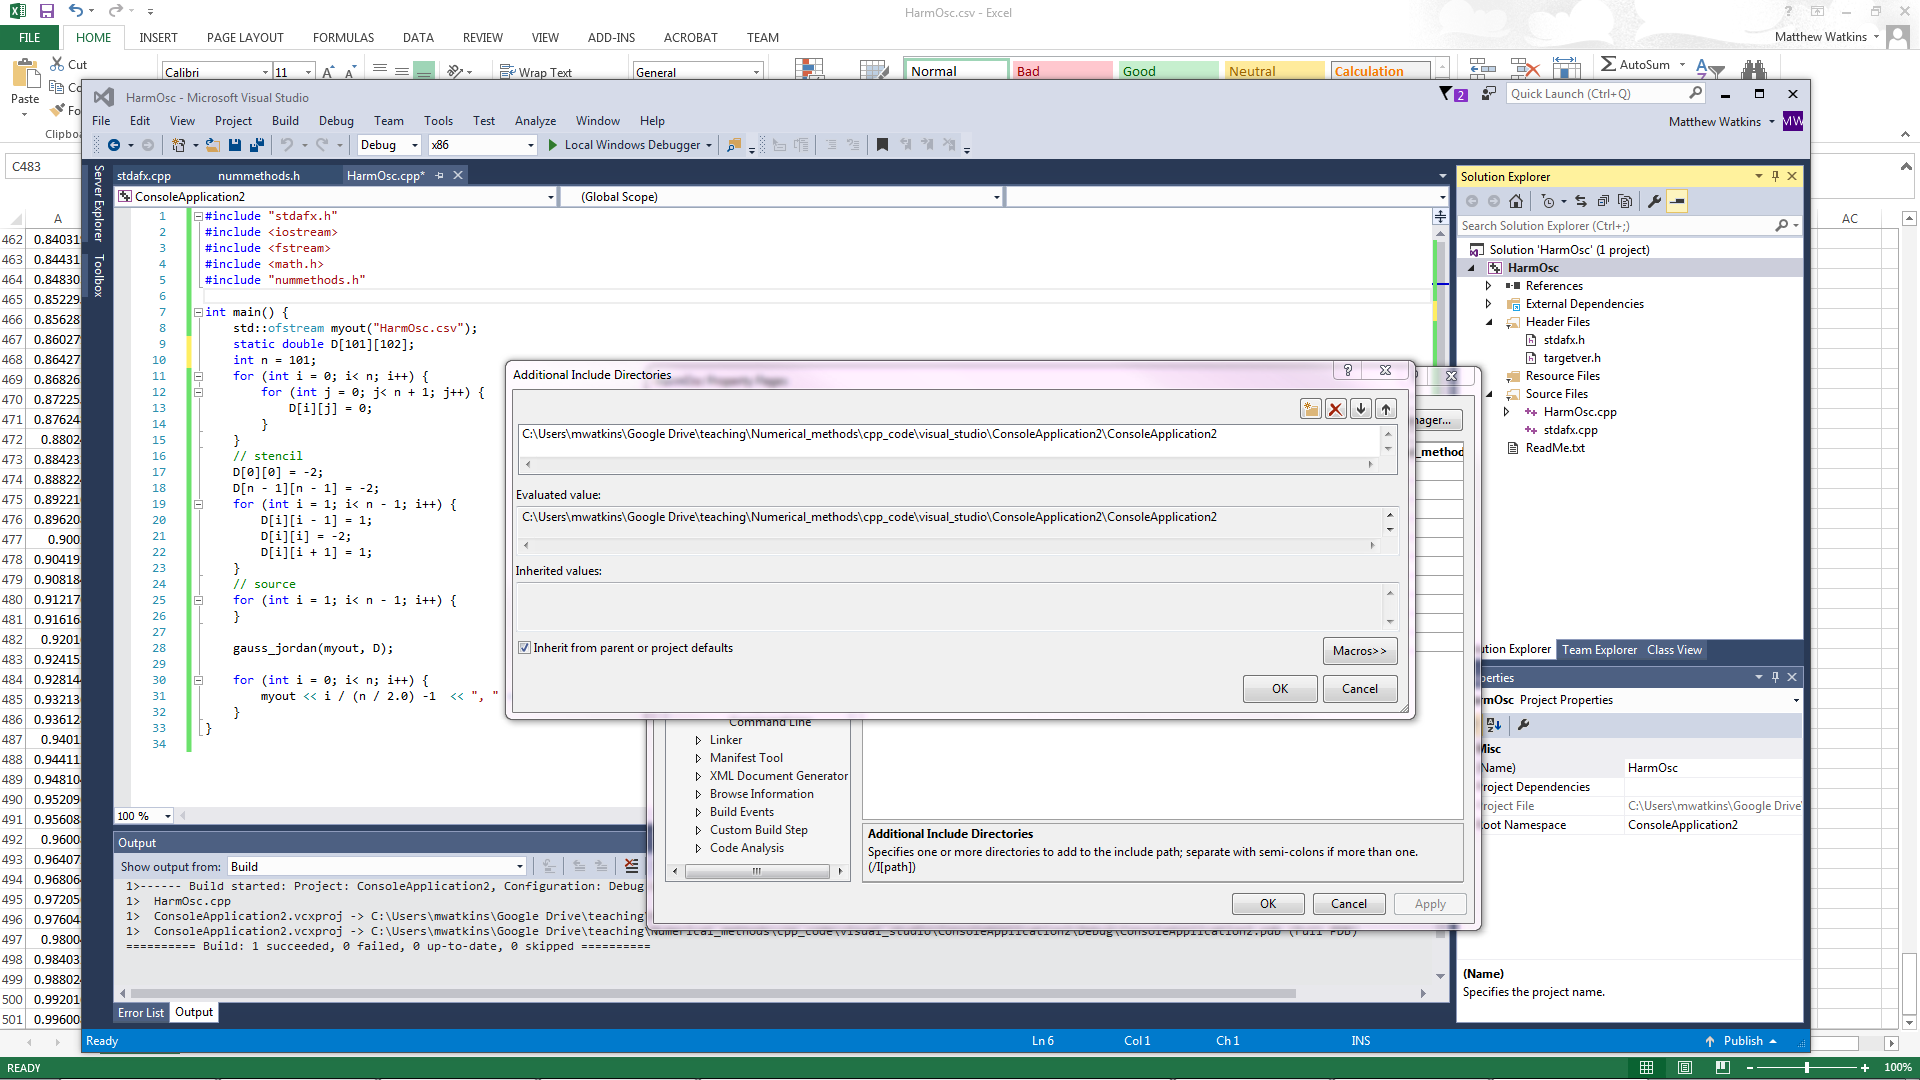 HarmOsc.csv - Excel
FILE HOME INSERT PAGE LAYOUT FORMULAS DATA REVIEW VIEW ADD-INS ACROBAT TEAM
Matthew Watkins
Paste
Cut
Calibri 11
Wrap Text
General
Normal Bad Good Neutral Calculation
AutoSum
C483
A
AC
462 0.84031
463 0.84431
464 0.84830
465 0.85229
466 0.85628
467 0.86027
468 0.86427
469 0.86826
470 0.87225
471 0.87624
472 0.8802
473 0.88423
474 0.88822
475 0.89221
476 0.89620
477 0.900
478 0.90419
479 0.90818
480 0.91217
481 0.91616
482 0.9201
483 0.92415
484 0.92814
485 0.93213
486 0.93612
487 0.9401
488 0.94411
489 0.94810
490 0.95209
491 0.95608
492 0.9600
493 0.96407
494 0.96806
495 0.97205
496 0.97604
497 0.9800
498 0.98403
499 0.98802
500 0.99201
501 0.99600
HarmOsc - Microsoft Visual Studio
2
Quick Launch (Ctrl+Q)
File Edit View Project Build Debug Team Tools Test Analyze Window Help
Matthew Watkins MW
Debug x86 Local Windows Debugger
Server Explorer
Toolbox
stdafx.cpp nummethods.h HarmOsc.cpp*
ConsoleApplication2 (Global Scope)
1 #include "stdafx.h"
2 #include <iostream>
3 #include <fstream>
4 #include <math.h>
5 #include "nummethods.h"
6
7 int main() {
8 std::ofstream myout("HarmOsc.csv");
9 static double D[101][102];
10 int n = 101;
11 for (int i = 0; i< n; i++) {
12 for (int j = 0; j< n + 1; j++) {
13 D[i][j] = 0;
14 }
15 }
16 // stencil
17 D[0][0] = -2;
18 D[n - 1][n - 1] = -2;
19 for (int i = 1; i< n - 1; i++) {
20 D[i][i - 1] = 1;
21 D[i][i] = -2;
22 D[i][i + 1] = 1;
23 }
24 // source
25 for (int i = 1; i< n - 1; i++) {
26 }
27
28 gauss_jordan(myout, D);
29
30 for (int i = 0; i< n; i++) {
31 myout << i / (n / 2.0) -1 << ", "
32 }
33 }
34
100 %
Additional Include Directories
C:\Users\mwatkins\Google Drive\teaching\Numerical_methods\cpp_code\visual_studio\ConsoleApplication2\ConsoleApplication2
Evaluated value:
C:\Users\mwatkins\Google Drive\teaching\Numerical_methods\cpp_code\visual_studio\ConsoleApplication2\ConsoleApplication2
Inherited values:
Inherit from parent or project defaults
Macros>>
OK Cancel
Command Line
Linker
Manifest Tool
XML Document Generator
Browse Information
Build Events
Custom Build Step
Code Analysis
Additional Include Directories
Specifies one or more directories to add to the include path; separate with semi-colons if more than one.
(/I[path])
OK Cancel Apply
Output
Show output from: Build
1>------ Build started: Project: ConsoleApplication2, Configuration: Debug
1> HarmOsc.cpp
1> ConsoleApplication2.vcxproj -> C:\Users\mwatkins\Google Drive\teaching\
1> ConsoleApplication2.vcxproj -> C:\Users\mwatkins\Google Drive\teaching\Numerical_methods\cpp_code\visual_studio\ConsoleApplication2\Debug\ConsoleApplication2.pdb (Full PDB)
========== Build: 1 succeeded, 0 failed, 0 up-to-date, 0 skipped ==========
Error List Output
Solution Explorer
Search Solution Explorer (Ctrl+;)
Solution 'HarmOsc' (1 project)
HarmOsc
References
External Dependencies
Header Files
stdafx.h
targetver.h
Resource Files
Source Files
HarmOsc.cpp
stdafx.cpp
ReadMe.txt
Explorer Team Explorer Class View
Project Properties
HarmOsc
ConsoleApplication2
C:\Users\mwatkins\Google Drive\
(Name)
Specifies the project name.
Ready Ln 6 Col 1 Ch 1 INS Publish
READY 100%